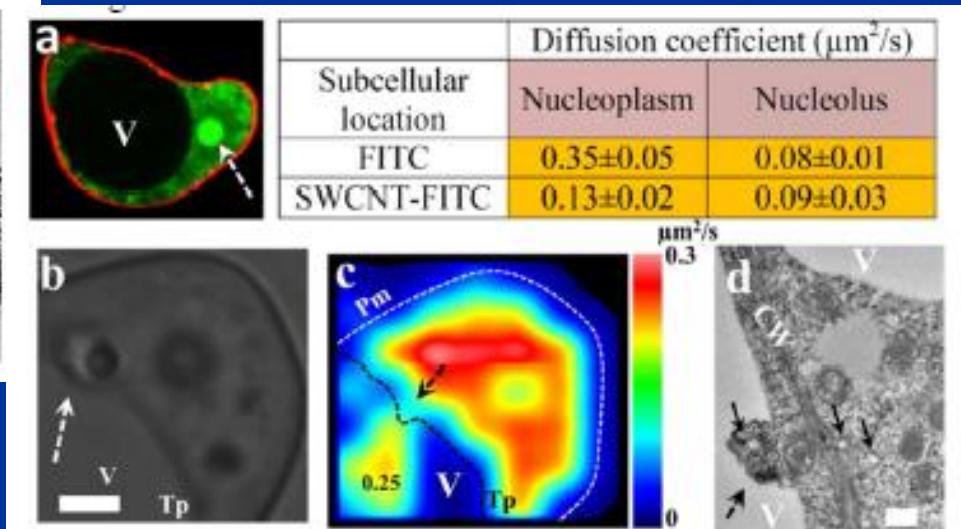 a
V
Diffusion coefficient (µm²/s)
Subcellular location
Nucleoplasm
Nucleolus
FITC
0.35±0.05
0.08±0.01
SWCNT-FITC
0.13±0.02
0.09±0.03
b
V
Tp
c
Pm
0.25
V
Tp
µm²/s
0.3
0
d
V
CW
V